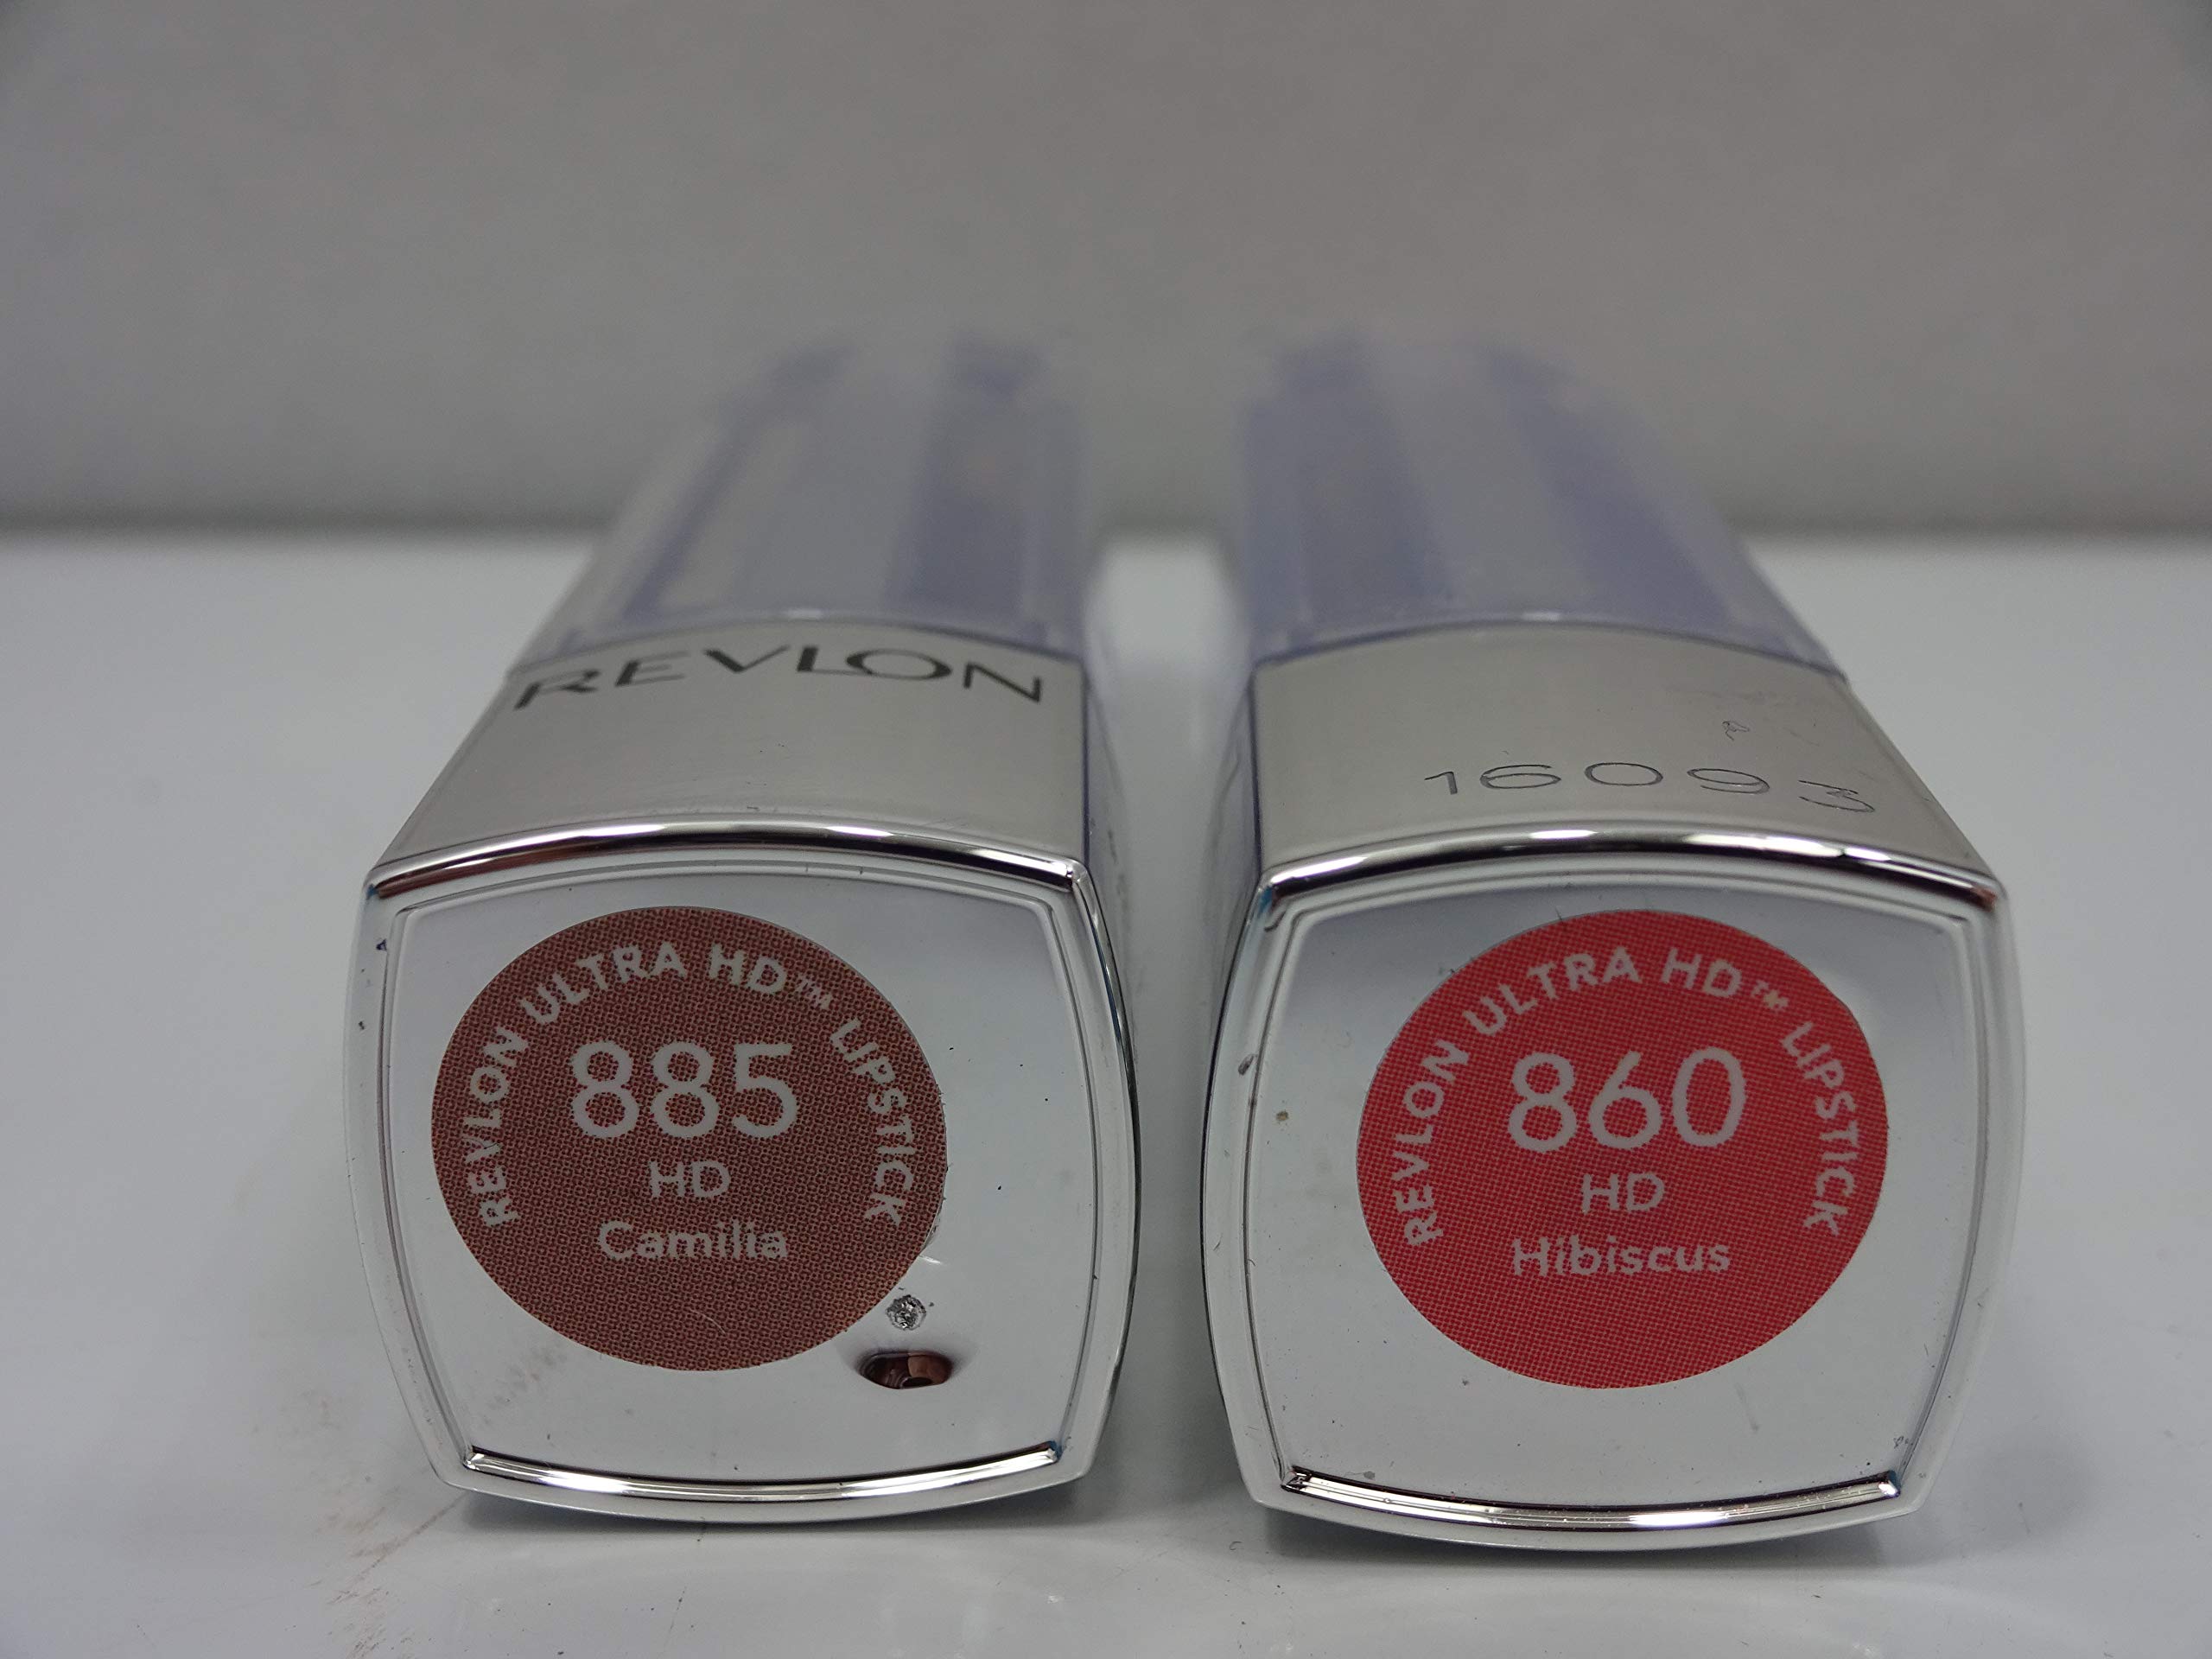 REVLON
REVLON ULTRA HD™ LIPSTICK
885
HD
Camilia
16093
REVLON ULTRA HD™ LIPSTICK
860
HD
Hibiscus